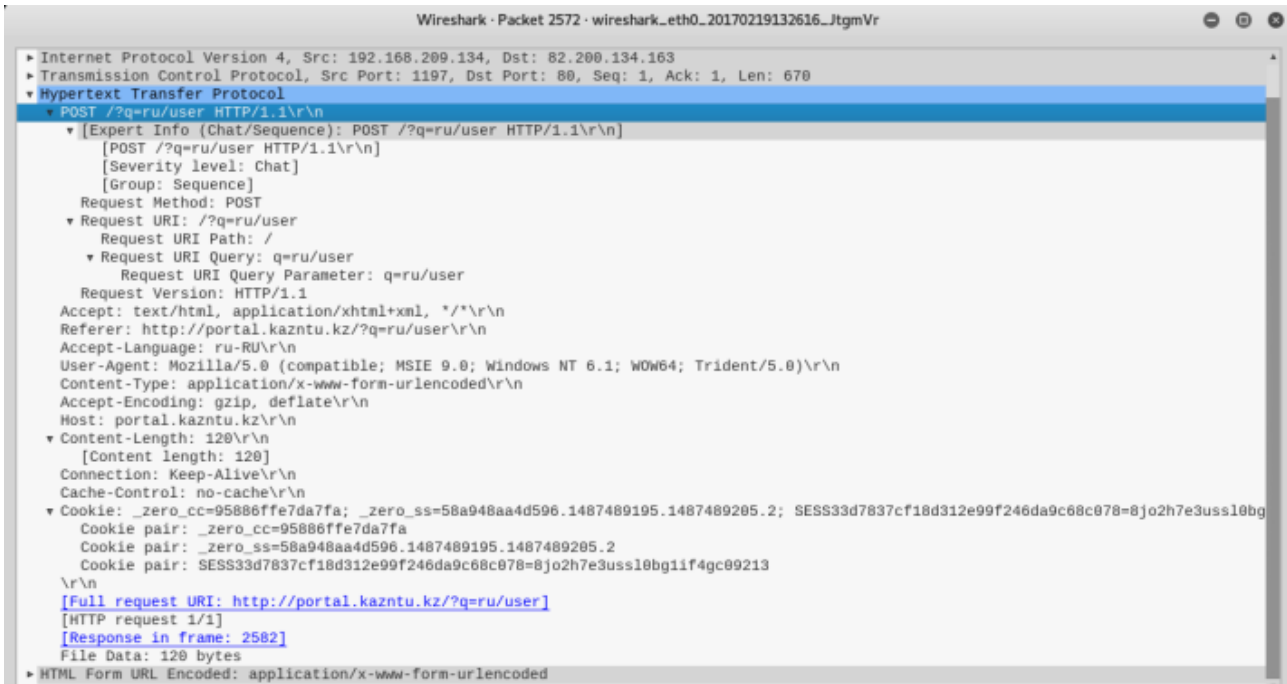 Wireshark · Packet 2572 · wireshark_eth0_20170219132616_JtgmVr
Internet Protocol Version 4, Src: 192.168.209.134, Dst: 82.200.134.163
Transmission Control Protocol, Src Port: 1197, Dst Port: 80, Seq: 1, Ack: 1, Len: 670
Hypertext Transfer Protocol
POST /?q=ru/user HTTP/1.1\r\n
[Expert Info (Chat/Sequence): POST /?q=ru/user HTTP/1.1\r\n]
[POST /?q=ru/user HTTP/1.1\r\n]
[Severity level: Chat]
[Group: Sequence]
Request Method: POST
Request URI: /?q=ru/user
Request URI Path: /
Request URI Query: q=ru/user
Request URI Query Parameter: q=ru/user
Request Version: HTTP/1.1
Accept: text/html, application/xhtml+xml, */*\r\n
Referer: http://portal.kazntu.kz/?q=ru/user\r\n
Accept-Language: ru-RU\r\n
User-Agent: Mozilla/5.0 (compatible; MSIE 9.0; Windows NT 6.1; WOW64; Trident/5.0)\r\n
Content-Type: application/x-www-form-urlencoded\r\n
Accept-Encoding: gzip, deflate\r\n
Host: portal.kazntu.kz\r\n
Content-Length: 120\r\n
[Content length: 120]
Connection: Keep-Alive\r\n
Cache-Control: no-cache\r\n
Cookie: _zero_cc=95886ffe7da7fa; _zero_ss=58a948aa4d596.1487489195.1487489205.2; SESS33d7837cf18d312e99f246da9c68c078=8jo2h7e3ussl0bg
Cookie pair: _zero_cc=95886ffe7da7fa
Cookie pair: _zero_ss=58a948aa4d596.1487489195.1487489205.2
Cookie pair: SESS33d7837cf18d312e99f246da9c68c078=8jo2h7e3ussl0bg1if4gc09213
\r\n
[Full request URI: http://portal.kazntu.kz/?q=ru/user]
[HTTP request 1/1]
[Response in frame: 2582]
File Data: 120 bytes
HTML Form URL Encoded: application/x-www-form-urlencoded